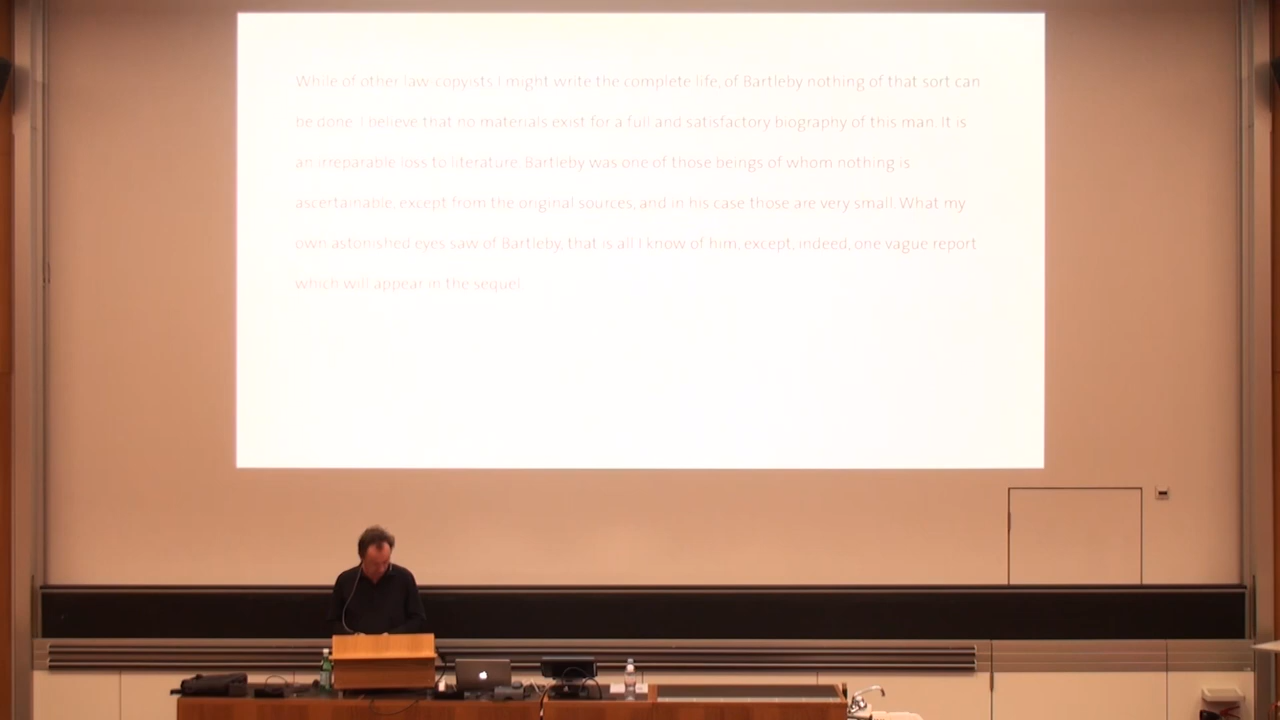 While of other law-copyists I might write the complete life, of Bartleby nothing of that sort can
be done. I believe that no materials exist for a full and satisfactory biography of this man. It is
an irreparable loss to literature. Bartleby was one of those beings of whom nothing is
ascertainable, except from the original sources, and in his case those are very small. What my
own astonished eyes saw of Bartleby, that is all I know of him, except, indeed, one vague report
which will appear in the sequel.